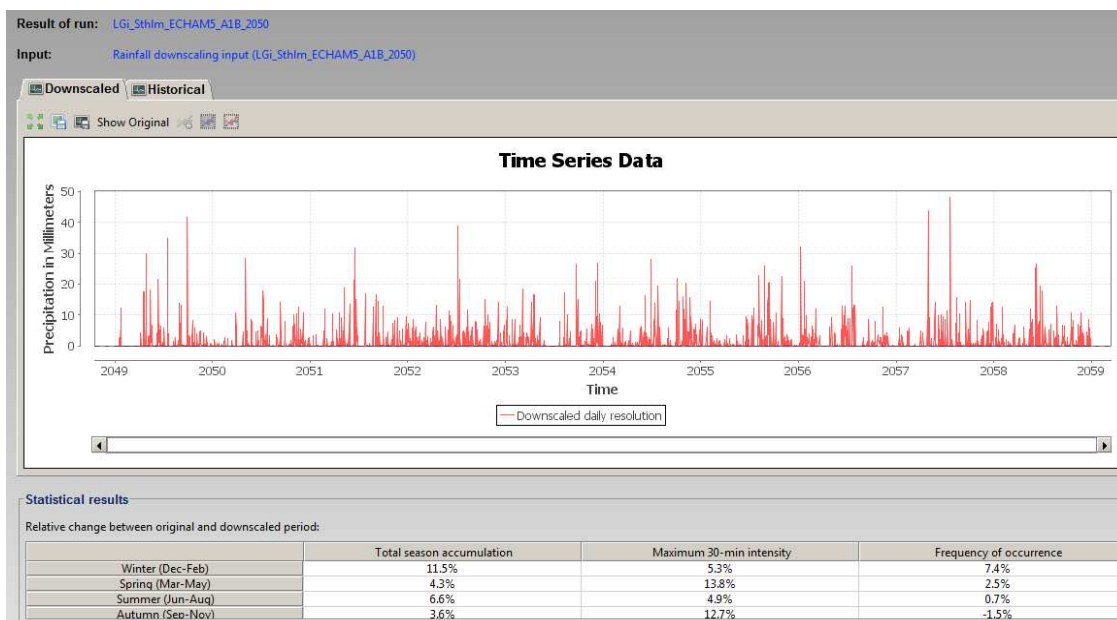 Result of run: LGi_Sthlm_ECHAM5_A1B_2050
Input: Rainfall downscaling input (LGi_Sthlm_ECHAM5_A1B_2050)
Downscaled Historical
Show Original
Time Series Data
Precipitation in Millimeters
50
40
30
20
10
0
2049 2050 2051 2052 2053 2054 2055 2056 2057 2058 2059
Time
Downscaled daily resolution
Statistical results
Relative change between original and downscaled period:
Total season accumulation Maximum 30-min intensity Frequency of occurrence
Winter (Dec-Feb) 11.5% 5.3% 7.4%
Spring (Mar-May) 4.3% 13.8% 2.5%
Summer (Jun-Aug) 6.6% 4.9% 0.7%
Autumn (Sep-Nov) 3.6% 12.7% -1.5%